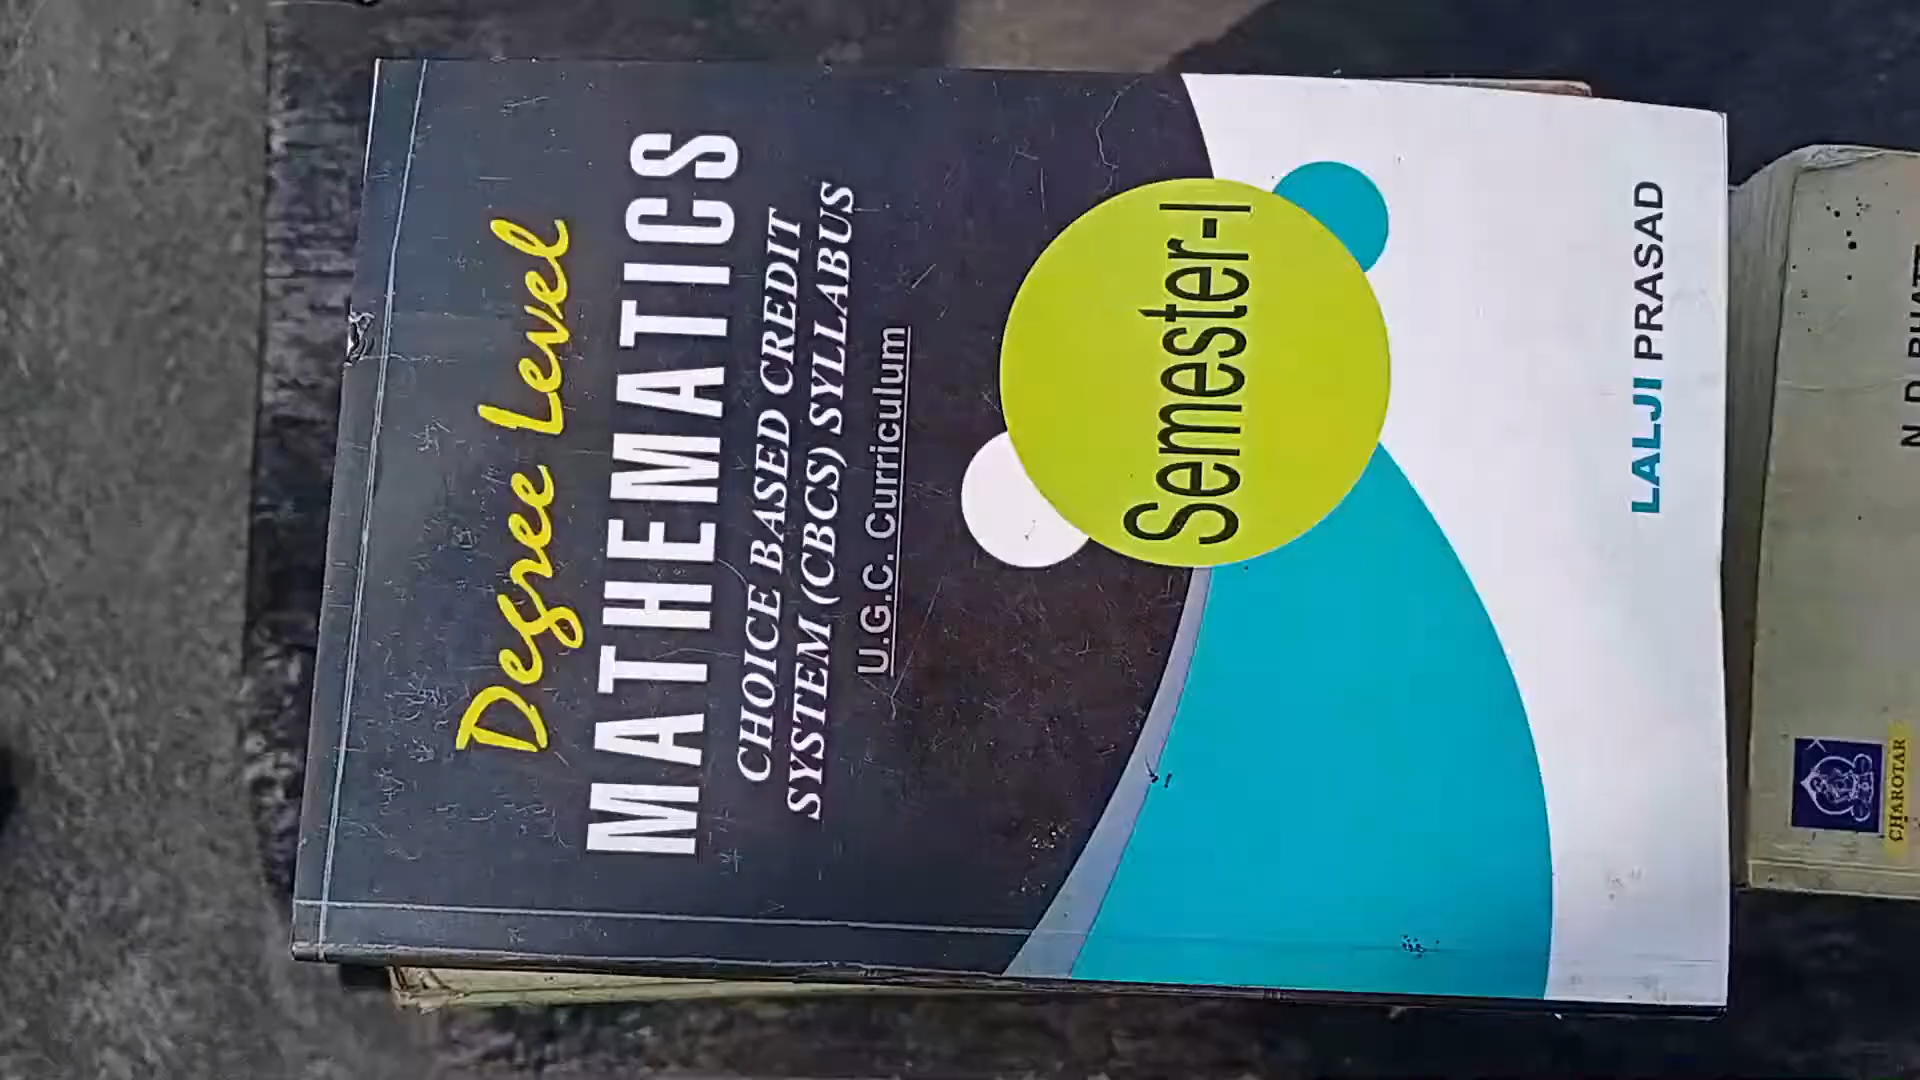 Degree Level
MATHEMATICS
CHOICE BASED CREDIT
SYSTEM (CBCS) SYLLABUS
U.G.C. Curriculum
Semester-I
LALJI PRASAD
CHAROTAR